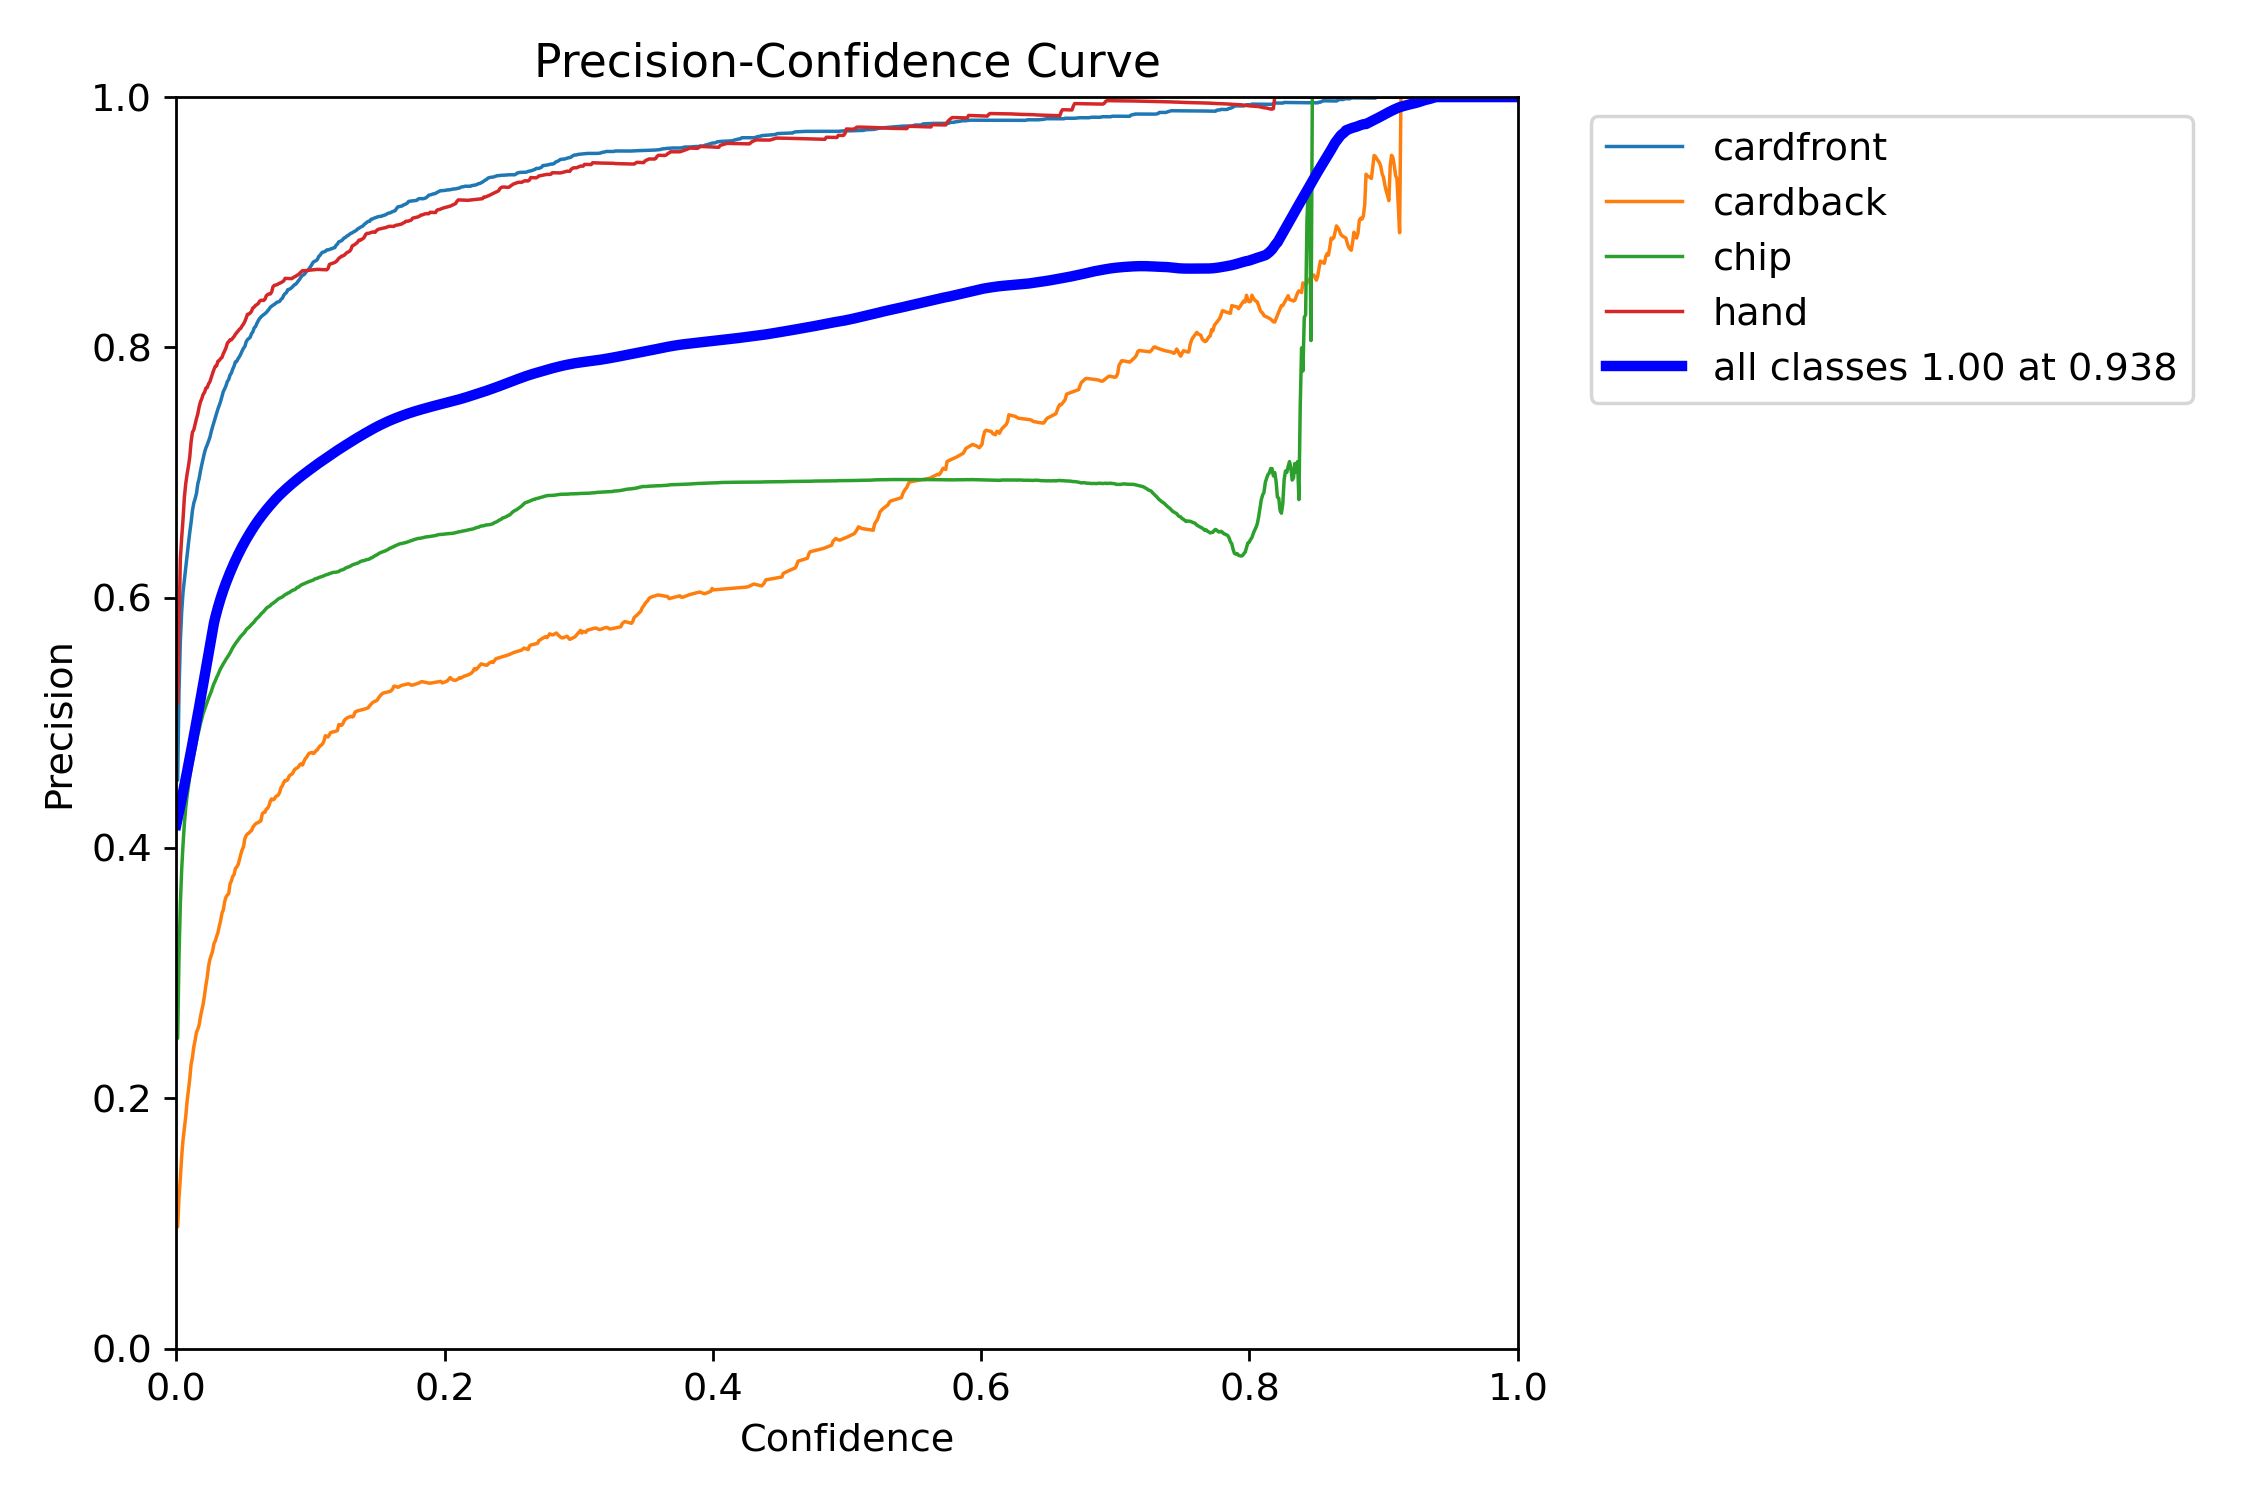 Precision-Confidence Curve
1.0
0.8
0.6
0.4
0.2
0.0
Precision
0.0 0.2 0.4 0.6 0.8 1.0
Confidence
cardfront
cardback
chip
hand
all classes 1.00 at 0.938